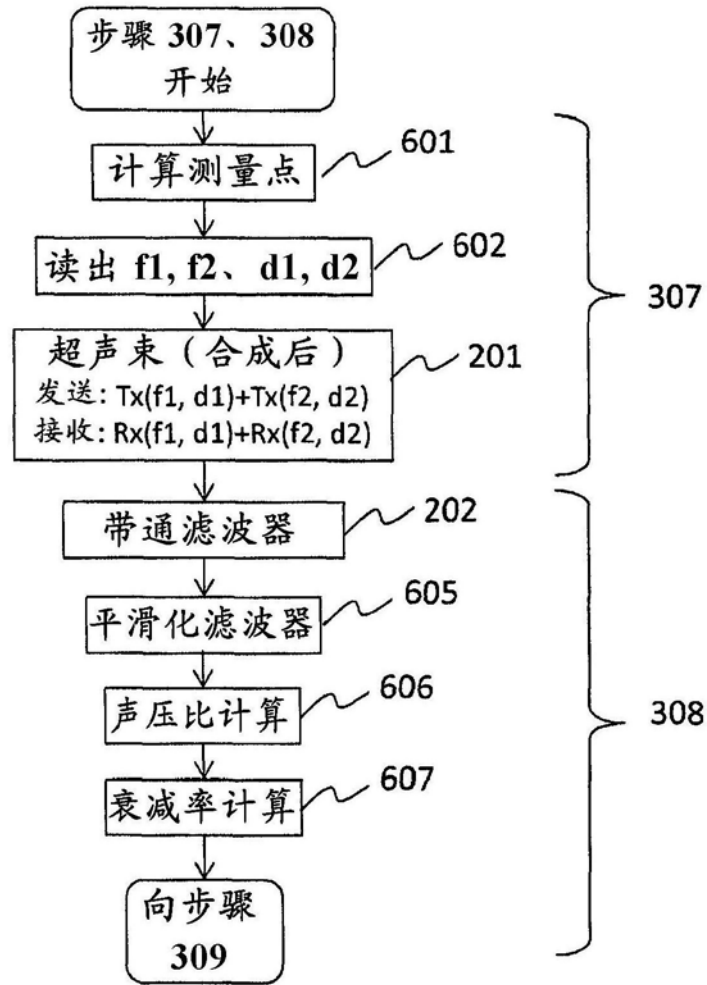 步骤 307、308
开始
601
计算测量点
602
读出 f1, f2、d1, d2
307
超声束（合成后）
201
发送: Tx(f1, d1)+Tx(f2, d2)
接收: Rx(f1, d1)+Rx(f2, d2)
带通滤波器
202
平滑化滤波器
605
声压比计算
606
308
衰减率计算
607
向步骤
309